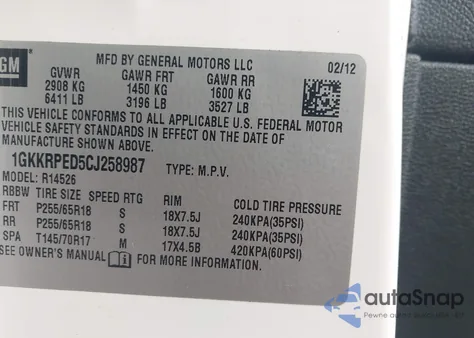 GM
MFD BY GENERAL MOTORS LLC 02/12
GVWR GAWR FRT GAWR RR
2908 KG 1450 KG 1600 KG
6411 LB 3196 LB 3527 LB
THIS VEHICLE CONFORMS TO ALL APPLICABLE U.S. FEDERAL MOTOR
VEHICLE SAFETY STANDARDS IN EFFECT ON THE DATE OF
MANUFACTURE SHOWN ABOVE.
1GKKRPED5CJ258987 TYPE: M.P.V.
MODEL: R14526
RBBW TIRE SIZE SPEED RTG RIM COLD TIRE PRESSURE
FRT P255/65R18 S 18X7.5J 240KPA(35PSI)
RR P255/65R18 S 18X7.5J 240KPA(35PSI)
SPA T145/70R17 M 17X4.5B 420KPA(60PSI)
SEE OWNER'S MANUAL FOR MORE INFORMATION.
autoSnap